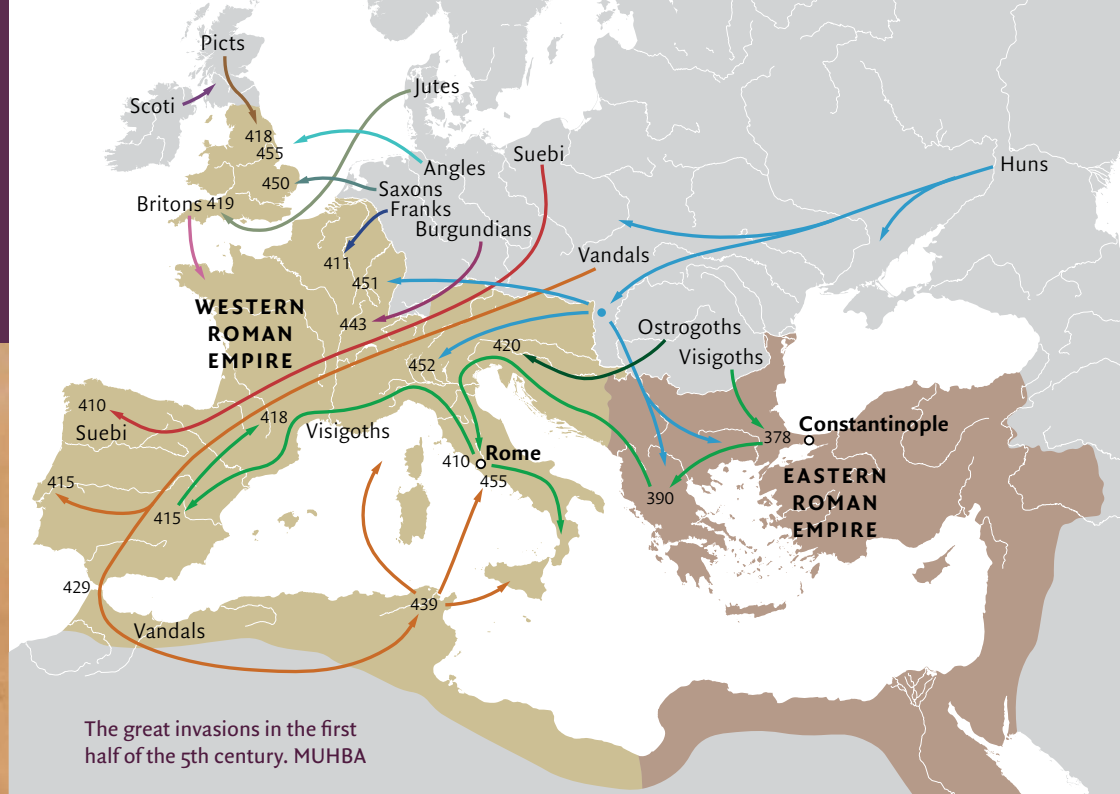 Picts
Jutes
Scoti
418
455
Angles
Suebi
Huns
450
Saxons
Britons 419
Franks
Burgundians
411
Vandals
451
WESTERN
ROMAN
EMPIRE
443
Ostrogoths
420
Visigoths
452
410
Suebi
418
Visigoths
378
Constantinople
410
Rome
455
415
415
390
EASTERN
ROMAN
EMPIRE
429
439
Vandals
The great invasions in the first
half of the 5th century. MUHBA